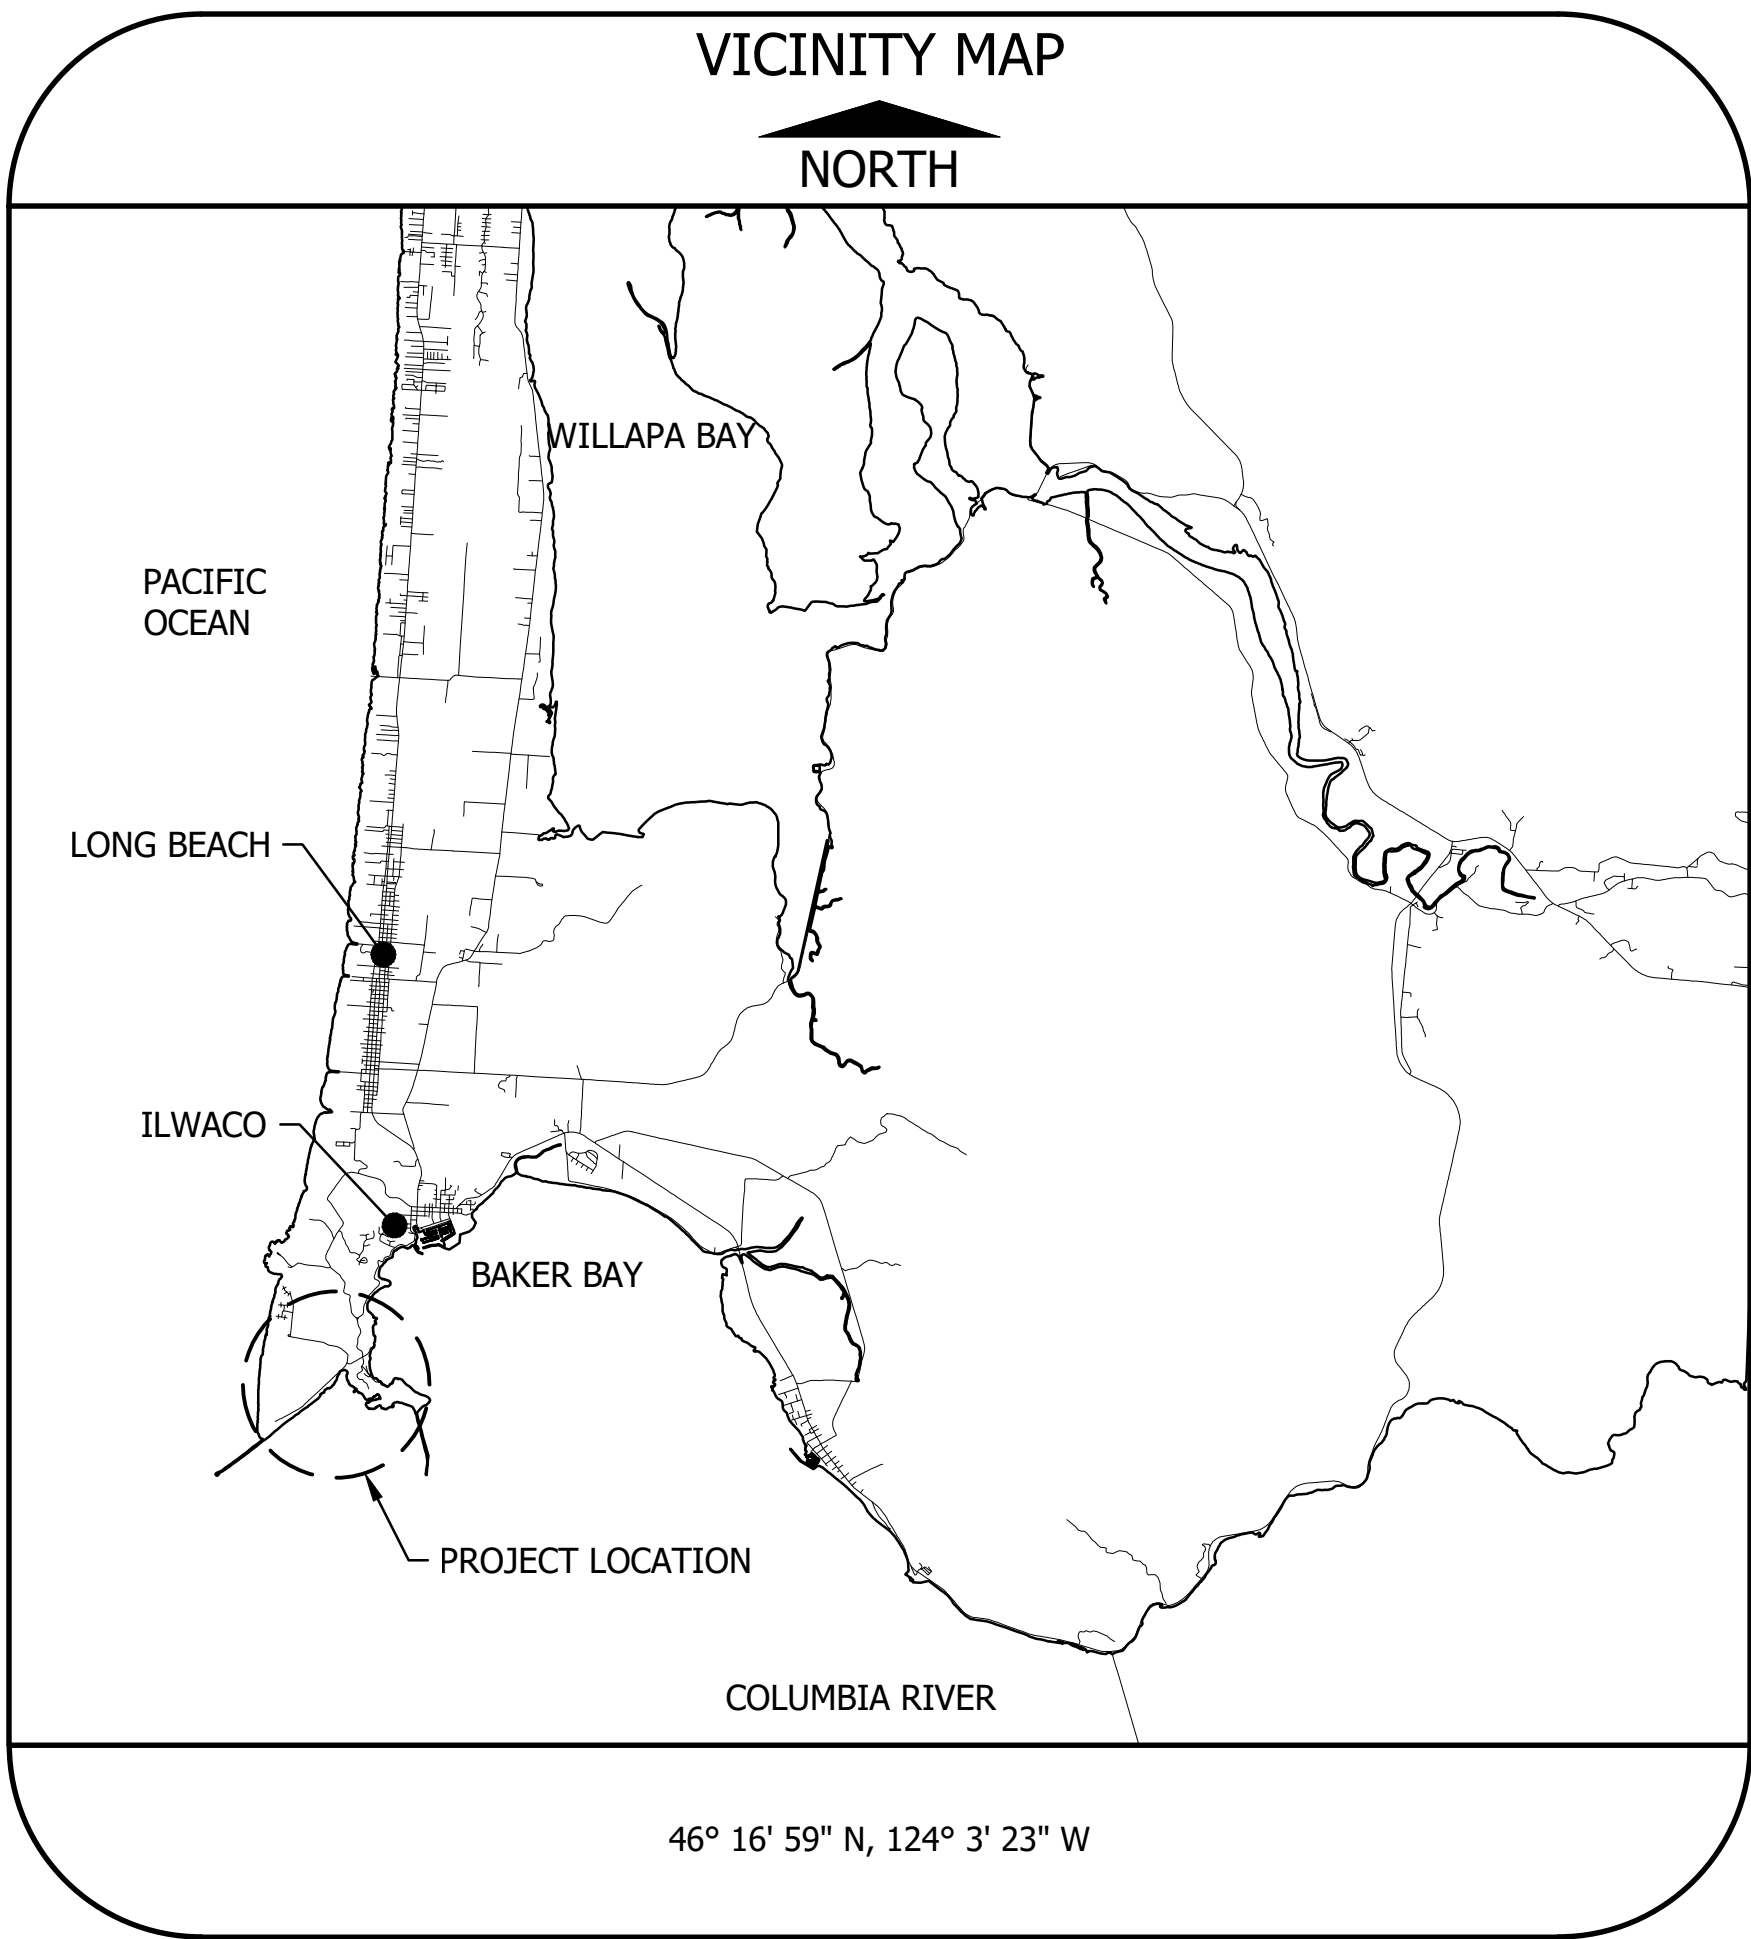 VICINITY MAP
NORTH
WILLAPA BAY
PACIFIC
OCEAN
LONG BEACH
ILWACO
BAKER BAY
PROJECT LOCATION
COLUMBIA RIVER
46° 16' 59" N, 124° 3' 23" W